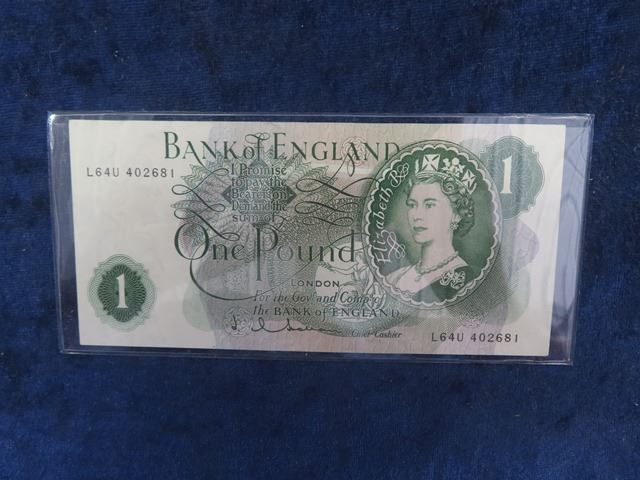 BANK of ENGLAND
L64U 402681
I Promise
to pay the
Bearer on
Demand the
sum of
One Pound
1
Elizabeth R
LONDON
For the Govr and Compa of
The BANK of ENGLAND
1
Chief Cashier
L64U 402681